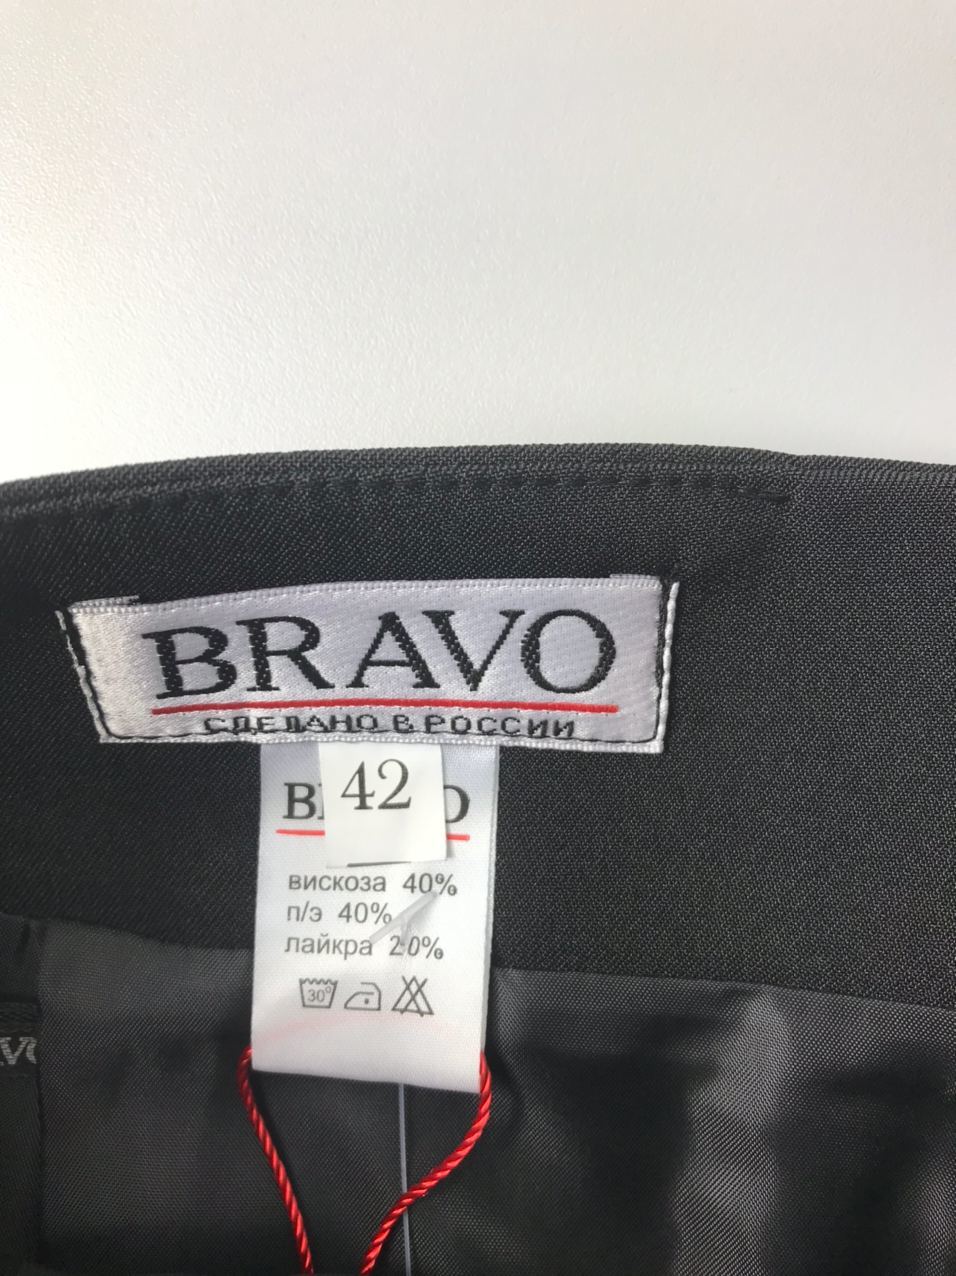 BRAVO
СДЕЛАНО В РОССИИ
42
вискоза 40%
п/э 40%
лайкра 20%
30°